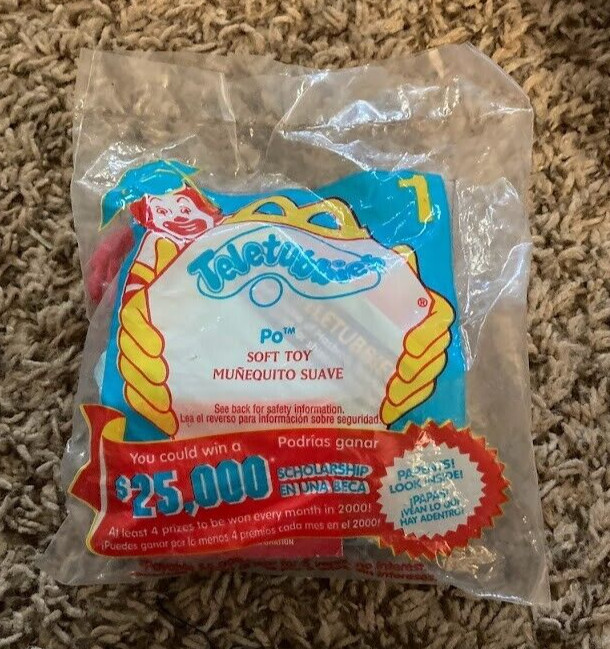 1
Teletubbies
®
Po™
SOFT TOY
MUÑEQUITO SUAVE
See back for safety information.
Lea el reverso para información sobre seguridad
You could win a
Podrías ganar
$25,000
SCHOLARSHIP
EN UNA BECA
At least 4 prizes to be won every month in 2000!
¡Puedes ganar por lo menos 4 premios cada mes en el 2000!
PARENTS!
LOOK INSIDE!
¡PAPÁS!
¡VEAN LO QUE
HAY ADENTRO!